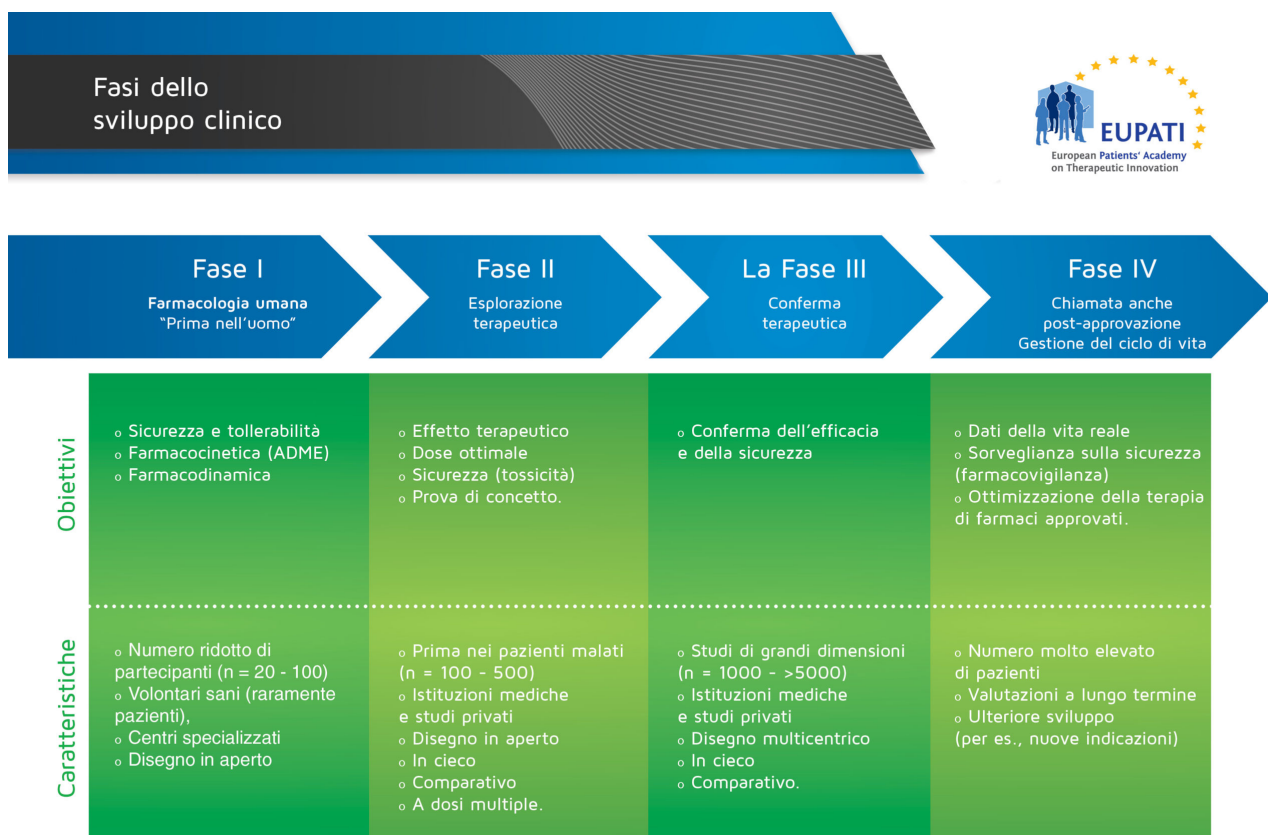 Fasi dello
sviluppo clinico
EUPATI
European Patients' Academy
on Therapeutic Innovation
Fase I
Farmacologia umana
"Prima nell'uomo"
Fase II
Esplorazione
terapeutica
La Fase III
Conferma
terapeutica
Fase IV
Chiamata anche
post-approvazione
Gestione del ciclo di vita
Obiettivi
o Sicurezza e tollerabilità
o Farmacocinetica (ADME)
o Farmacodinamica
o Effetto terapeutico
o Dose ottimale
o Sicurezza (tossicità)
o Prova di concetto.
o Conferma dell'efficacia
e della sicurezza
o Dati della vita reale
o Sorveglianza sulla sicurezza
(farmacovigilanza)
o Ottimizzazione della terapia
di farmaci approvati.
Caratteristiche
o Numero ridotto di
partecipanti (n = 20 - 100)
o Volontari sani (raramente
pazienti),
o Centri specializzati
o Disegno in aperto
o Prima nei pazienti malati
(n = 100 - 500)
o Istituzioni mediche
e studi privati
o Disegno in aperto
o In cieco
o Comparativo
o A dosi multiple.
o Studi di grandi dimensioni
(n = 1000 - >5000)
o Istituzioni mediche
e studi privati
o Disegno multicentrico
o In cieco
o Comparativo.
o Numero molto elevato
di pazienti
o Valutazioni a lungo termine
o Ulteriore sviluppo
(per es., nuove indicazioni)